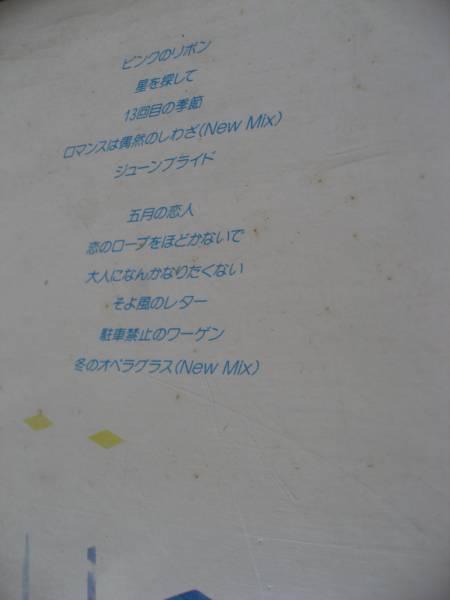 ピンクのリボン
星を探して
13回目の季節
ロマンスは偶然のしわざ(New Mix)
ジューンブライド
五月の恋人
恋のロープをほどかないで
大人になんかなりたくない
そよ風のレター
駐車禁止のワーゲン
冬のオペラグラス(New Mix)